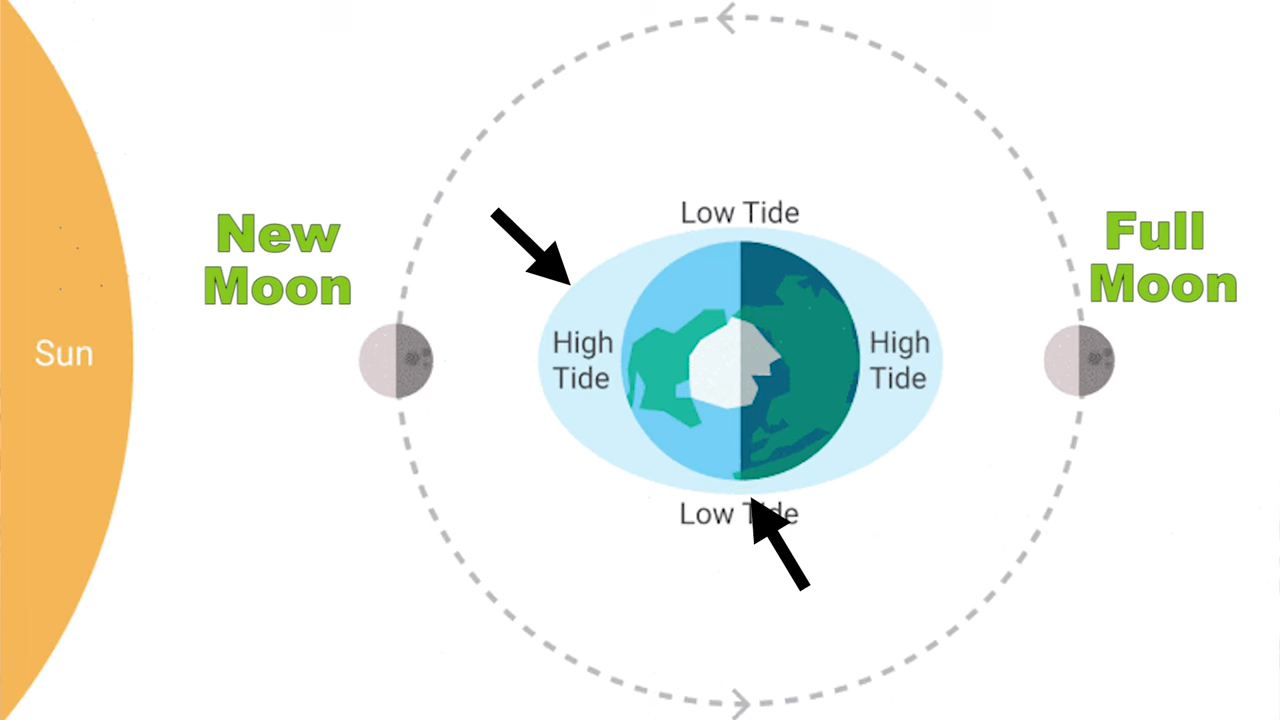 Low Tide
New
Moon
Full
Moon
Sun
High
Tide
High
Tide
Low Tide